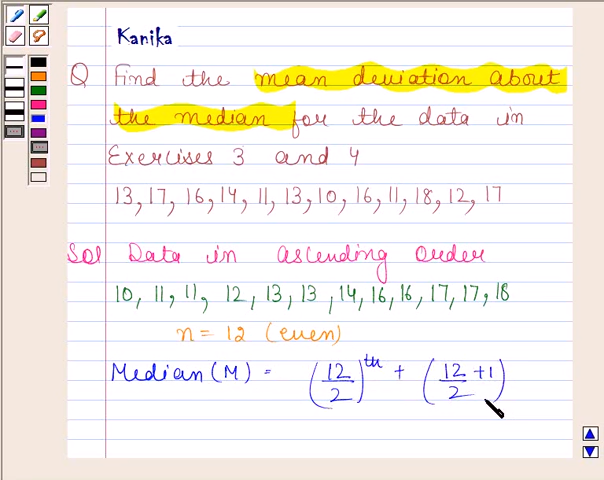 Kanika
Q Find the mean deviation about
the median for the data in
Exercises 3 and 4
13, 17, 16, 14, 11, 13, 10, 16, 11, 18, 12, 17
Sol Data in ascending order
10, 11, 11, 12, 13, 13, 14, 16, 16, 17, 17, 18
n = 12 (even)
Median (M) = (12/2)th + (12/2 + 1)